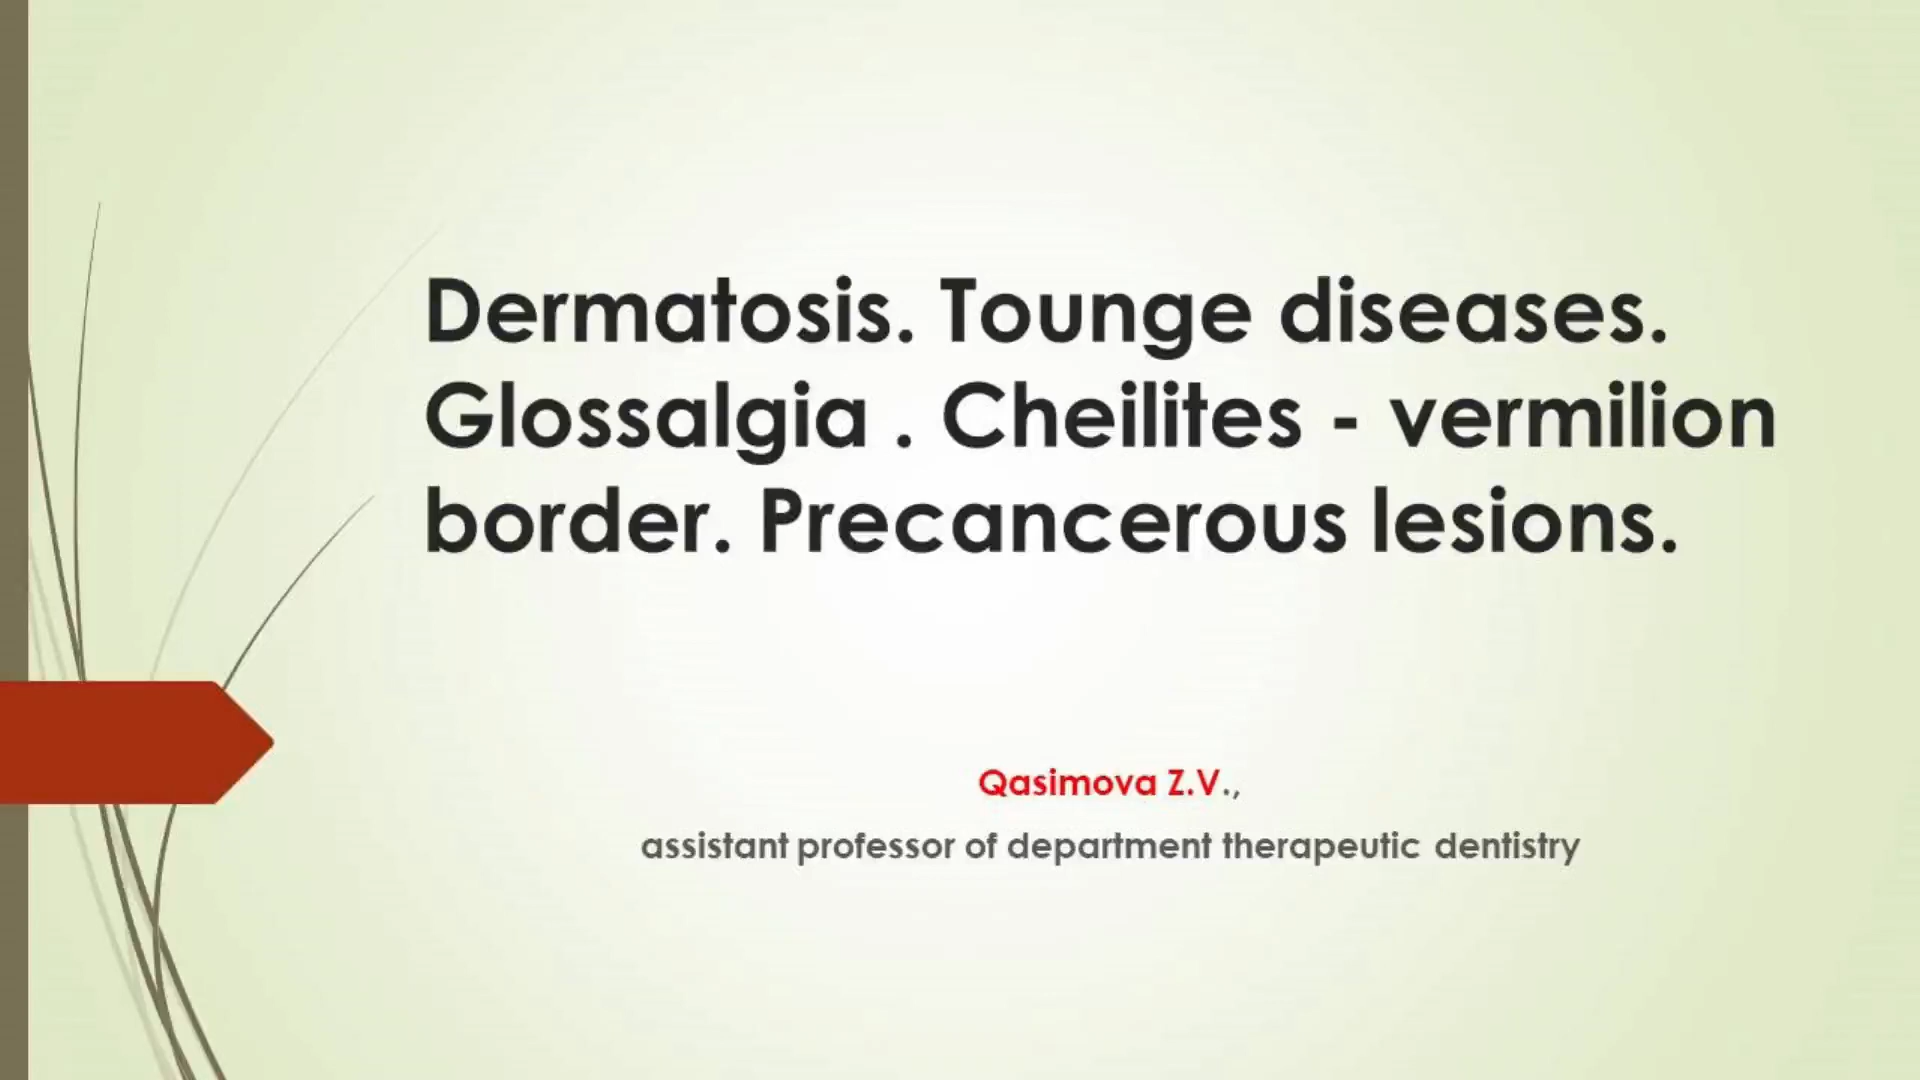 Dermatosis. Tounge diseases.
Glossalgia . Cheilites - vermilion
border. Precancerous lesions.
Qasimova Z.V.,
assistant professor of department therapeutic dentistry